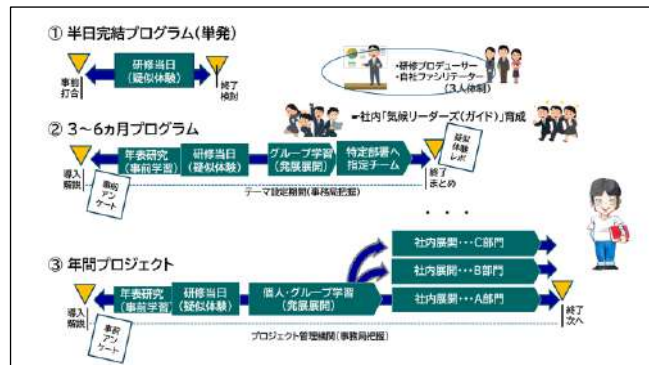 ① 半日完結プログラム(単発)
研修当日
(疑似体験)
事前
打合
終了
検討
・研修プロデューサー
・自社ファシリテーター
(3人体制)
社内「気候リーダーズ(ガイド)」育成
② 3〜6ヵ月プログラム
年表研究
(事前学習)
研修当日
(疑似体験)
グループ学習
(発展展開)
特定部署へ
指定チーム
疑似
体験
レポ
導入
解説
事前
アン
ケート
終了
まとめ
テーマ設定期間(事務局把握)
・・・
社内展開・・・C部門
社内展開・・・B部門
③ 年間プロジェクト
年表研究
(事前学習)
研修当日
(疑似体験)
個人・グループ学習
(発展展開)
社内展開・・・A部門
導入
解説
事前
アン
ケート
終了
次へ
プロジェクト管理機関(事務局把握)